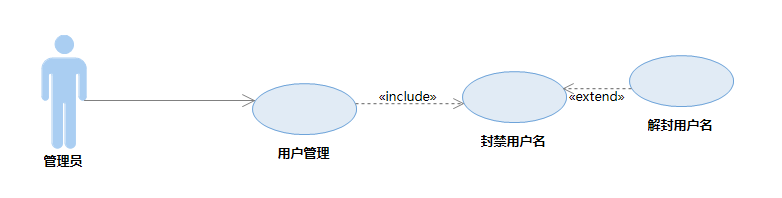 管理员
用户管理
«include»
封禁用户名
«extend»
解封用户名